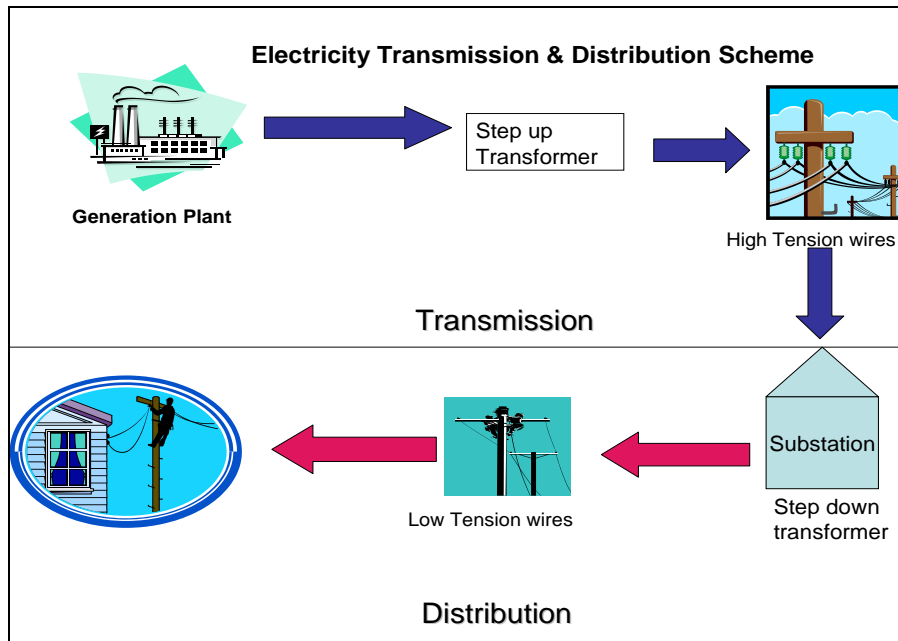 Electricity Transmission & Distribution Scheme
Step up
Transformer
Generation Plant
High Tension wires
Transmission
Substation
Low Tension wires
Step down
transformer
Distribution